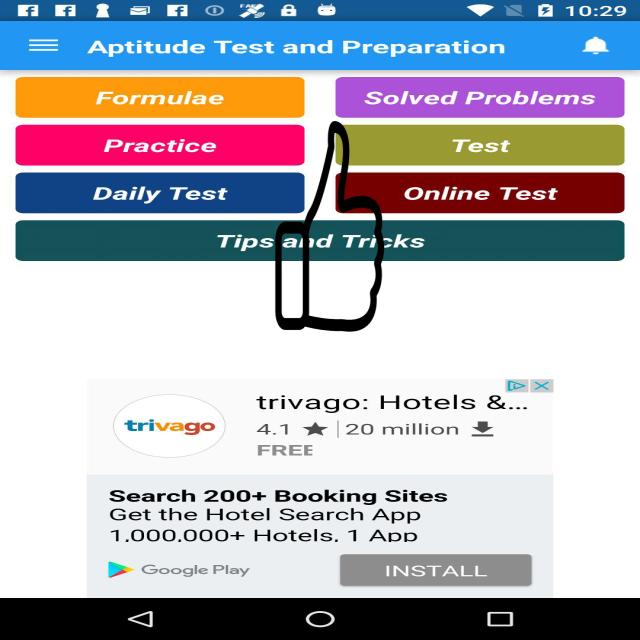 10:29
Aptitude Test and Preparation
Formulae
Solved Problems
Practice
Test
Daily Test
Online Test
Tips and Tricks
trivago
trivago: Hotels &...
4.1 ★ | 20 million
FREE
Search 200+ Booking Sites
Get the Hotel Search App
1,000,000+ Hotels, 1 App
Google Play
INSTALL